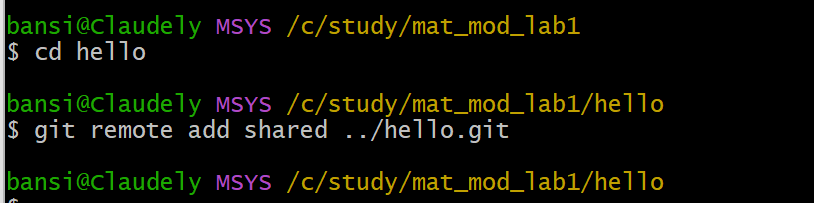 bansi@Claudely MSYS /c/study/mat_mod_lab1
$ cd hello
bansi@Claudely MSYS /c/study/mat_mod_lab1/hello
$ git remote add shared ../hello.git
bansi@Claudely MSYS /c/study/mat_mod_lab1/hello
$